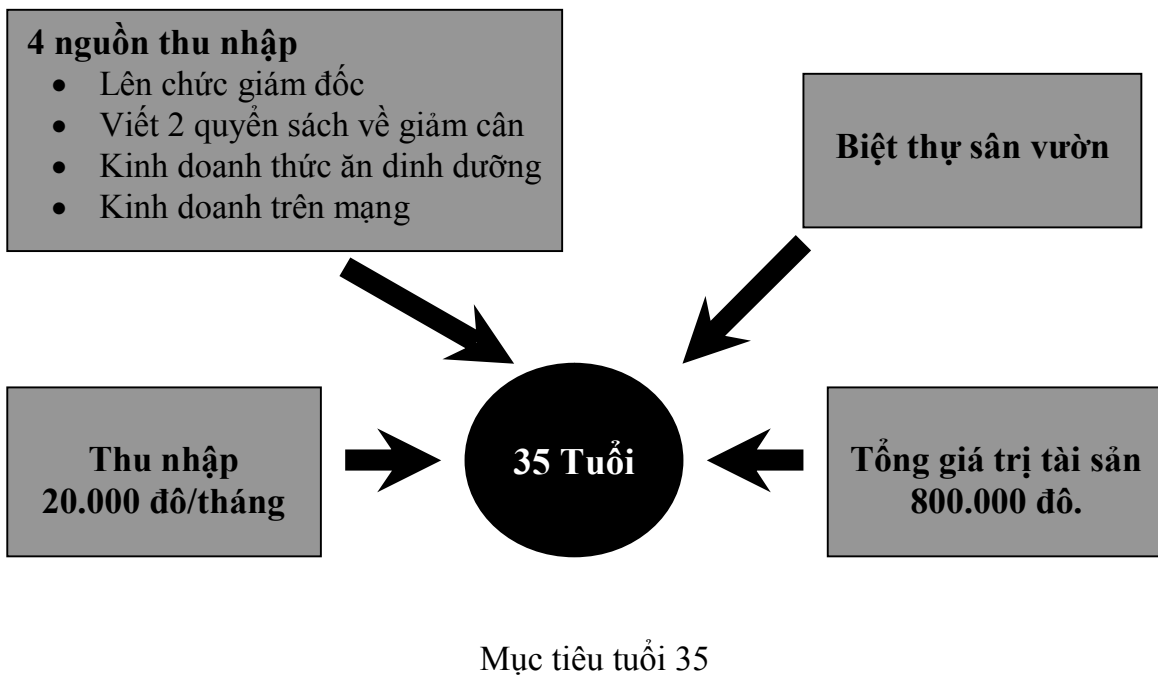 4 nguồn thu nhập
• Lên chức giám đốc
• Viết 2 quyển sách về giảm cân
• Kinh doanh thức ăn dinh dưỡng
• Kinh doanh trên mạng
Biệt thự sân vườn
Thu nhập
20.000 đô/tháng
35 Tuổi
Tổng giá trị tài sản
800.000 đô.
Mục tiêu tuổi 35